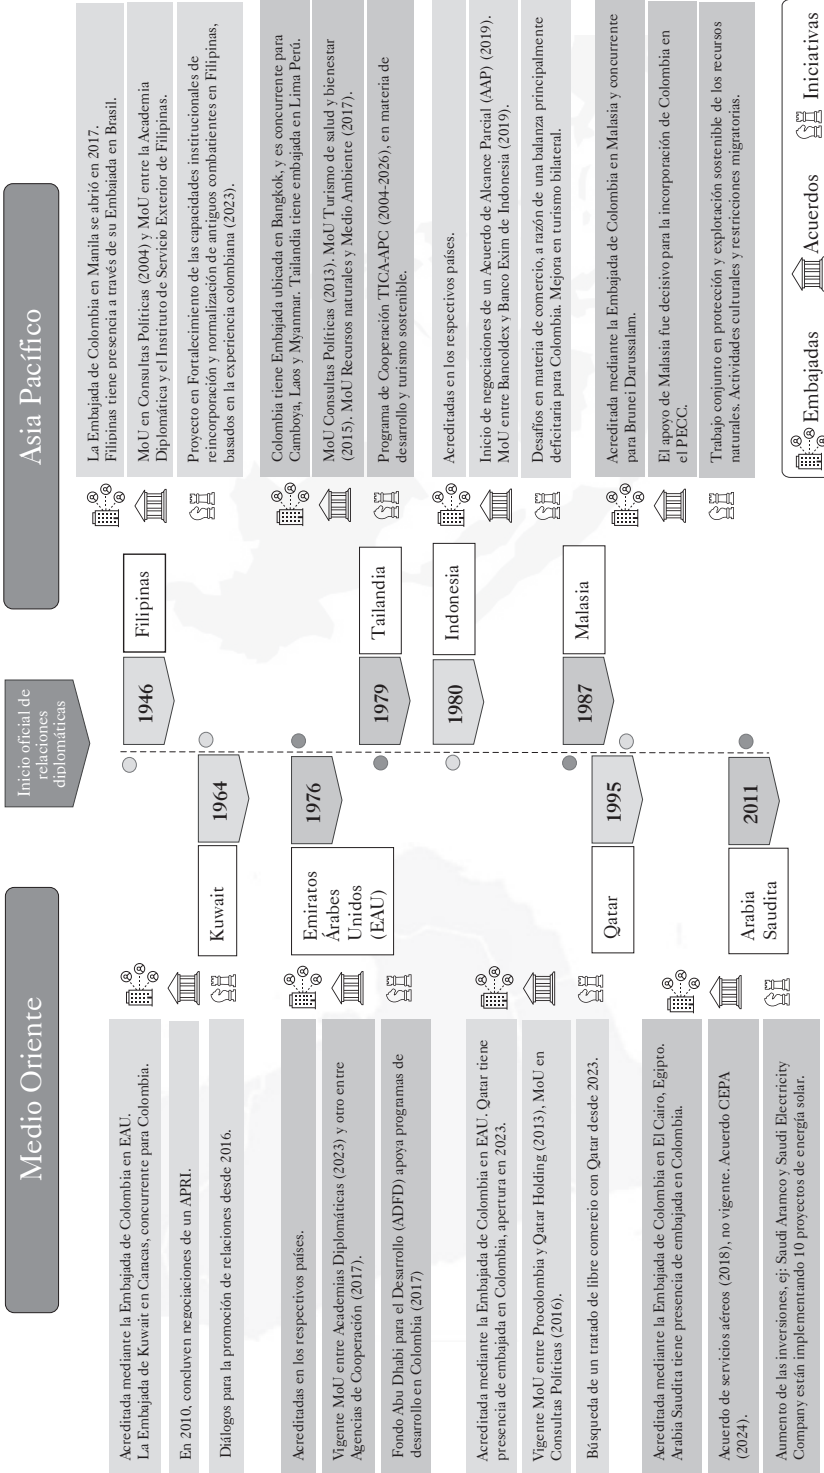 Medio Oriente
Inicio oficial de
relaciones
diplomáticas
Asia Pacífico
1946
Filipinas
La Embajada de Colombia en Manila se abrió en 2017.
Filipinas tiene presencia a través de su Embajada en Brasil.
MoU en Consultas Políticas (2004) y MoU entre la Academia
Diplomática y el Instituto de Servicio Exterior de Filipinas.
Proyecto en Fortalecimiento de las capacidades institucionales de
reincorporación y normalización de antiguos combatientes en Filipinas,
basados en la experiencia colombiana (2023).
Acreditada mediante la Embajada de Colombia en EAU.
La Embajada de Kuwait en Caracas, concurrente para Colombia.
En 2010, concluyen negociaciones de un APRI.
Diálogos para la promoción de relaciones desde 2016.
Kuwait
1964
Acreditadas en los respectivos países.
Vigente MoU entre Academias Diplomáticas (2023) y otro entre
Agencias de Cooperación (2017).
Fondo Abu Dhabi para el Desarrollo (ADFD) apoya programas de
desarrollo en Colombia (2017)
Emiratos
Árabes
Unidos
(EAU)
1976
1979
Tailandia
Colombia tiene Embajada ubicada en Bangkok, y es concurrente para
Camboya, Laos y Myanmar. Tailandia tiene embajada en Lima Perú.
MoU Consultas Políticas (2013). MoU Turismo de salud y bienestar
(2015). MoU Recursos naturales y Medio Ambiente (2017).
Programa de Cooperación TICA-APC (2004-2026), en materia de
desarrollo y turismo sostenible.
1980
Indonesia
Acreditadas en los respectivos países.
Inicio de negociaciones de un Acuerdo de Alcance Parcial (AAP) (2019).
MoU entre Bancoldex y Banco Exim de Indonesia (2019).
Desafíos en materia de comercio, a razón de una balanza principalmente
deficitaria para Colombia. Mejora en turismo bilateral.
1987
Malasia
Acreditada mediante la Embajada de Colombia en Malasia y concurrente
para Brunei Darussalam.
El apoyo de Malasia fue decisivo para la incorporación de Colombia en
el PECC.
Trabajo conjunto en protección y explotación sostenible de los recursos
naturales. Actividades culturales y restricciones migratorias.
Acreditada mediante la Embajada de Colombia en EAU. Qatar tiene
presencia de embajada en Colombia, apertura en 2023.
Vigente MoU entre Procolombia y Qatar Holding (2013), MoU en
Consultas Políticas (2016).
Búsqueda de un tratado de libre comercio con Qatar desde 2023.
Qatar
1995
Acreditada mediante la Embajada de Colombia en El Cairo, Egipto.
Arabia Saudita tiene presencia de embajada en Colombia.
Acuerdo de servicios aéreos (2018), no vigente. Acuerdo CEPA
(2024).
Aumento de las inversiones, ej: Saudi Aramco y Saudi Electricity
Company están implementando 10 proyectos de energía solar.
Arabia
Saudita
2011
Embajadas
Acuerdos
Iniciativas